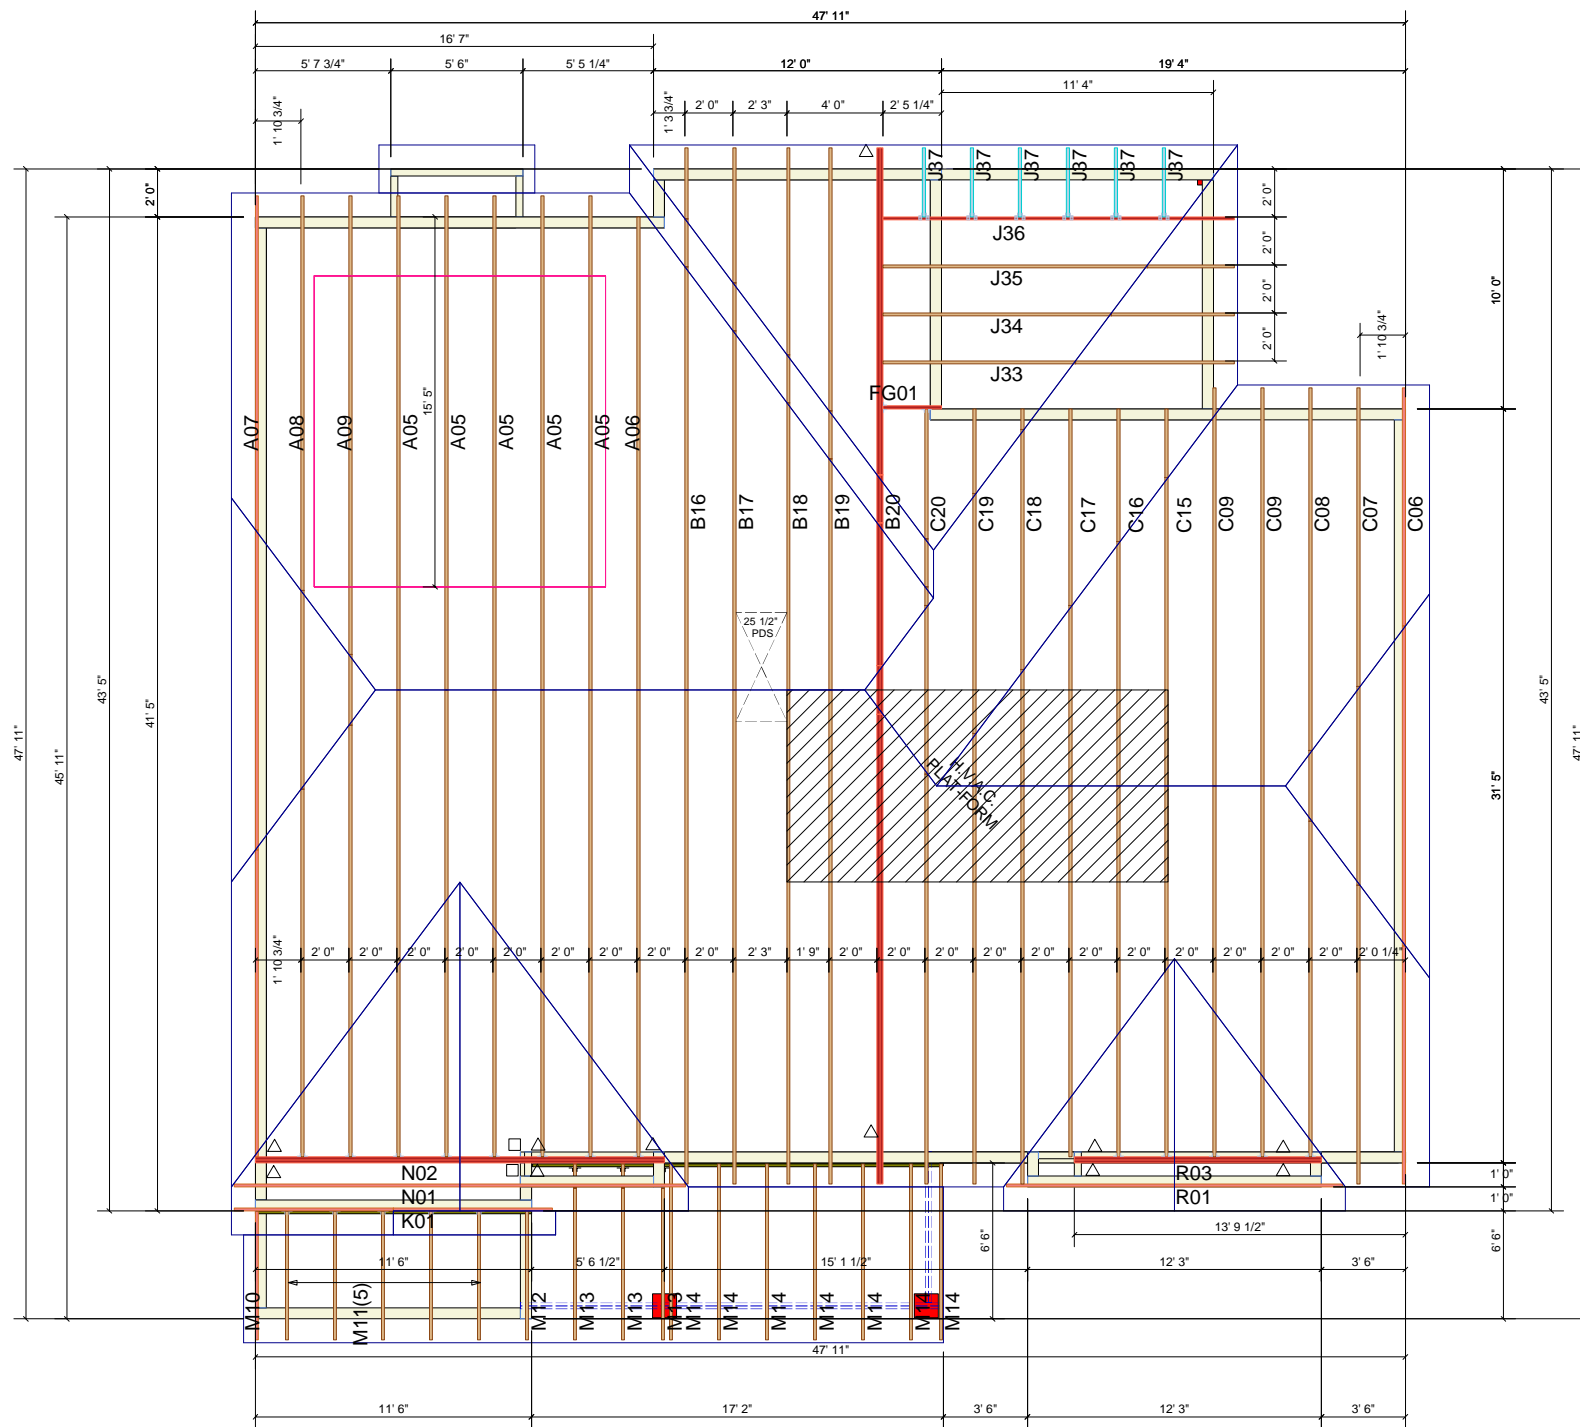 47' 11"
16' 7"
5' 7 3/4"
5' 6"
5' 5 1/4"
12' 0"
19' 4"
11' 4"
1' 10 3/4"
1' 3 3/4"
2' 0"
2' 3"
4' 0"
2' 5 1/4"
J37
J37
J37
J37
J37
J37
2' 0"
2' 0"
2' 0"
2' 0"
2' 0"
J36
J35
J34
J33
FG01
10' 0"
1' 10 3/4"
15' 5"
A07
A08
A09
A05
A05
A05
A05
A05
A06
B16
B17
B18
B19
B20
C20
C19
C18
C17
C16
C15
C09
C09
C08
C07
C06
25 1/2"
PDS
H.V.A.C.
PLAT-FORM
47' 11"
45' 11"
43' 5"
41' 5"
31' 5"
43' 5"
47' 11"
1' 10 3/4"
2' 0"
2' 0"
2' 0"
2' 0"
2' 0"
2' 0"
2' 0"
2' 0"
2' 0"
2' 3"
1' 9"
2' 0"
2' 0"
2' 0"
2' 0"
2' 0"
2' 0"
2' 0"
2' 0"
2' 0"
2' 0"
2' 0"
2' 0 1/4"
N02
N01
K01
R03
R01
1' 0"
1' 0"
6' 6"
6' 6"
13' 9 1/2"
11' 6"
5' 6 1/2"
15' 1 1/2"
12' 3"
3' 6"
M10
M11(5)
M12
M13
M13
M13
M14
M14
M14
M14
M14
M14
M14
47' 11"
11' 6"
17' 2"
3' 6"
12' 3"
3' 6"